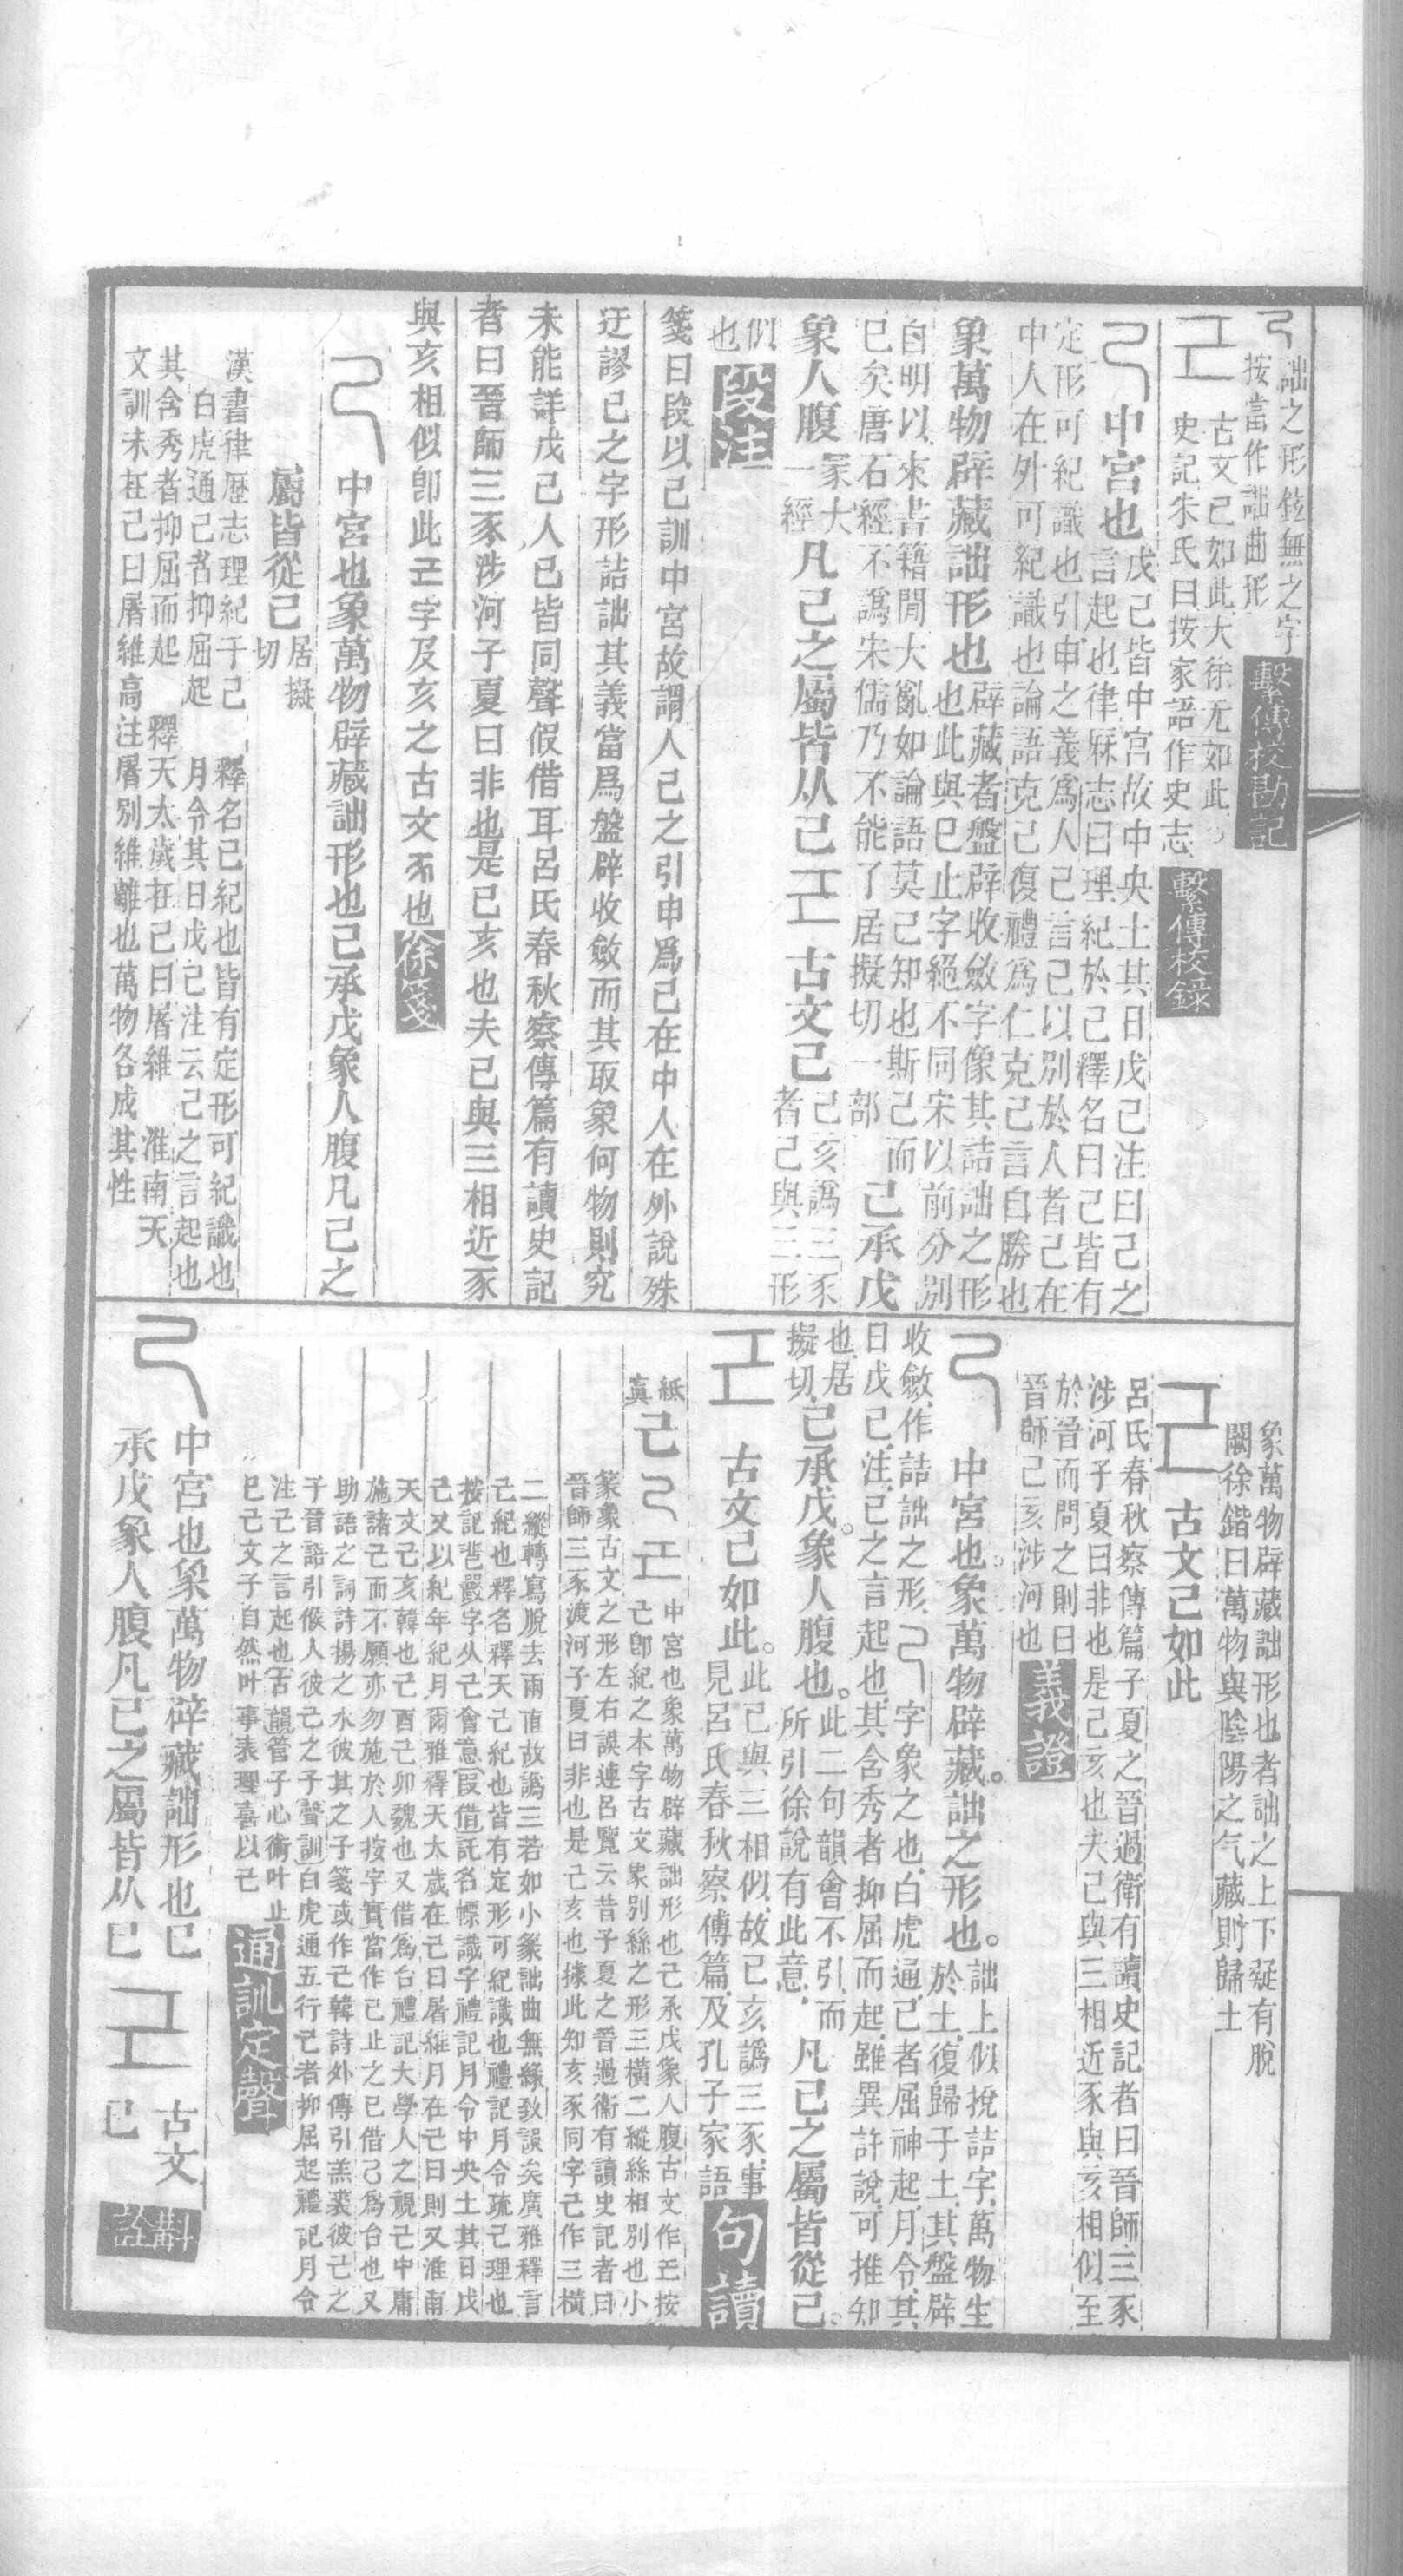 詘之形鉉無之字
按當作詘曲形 繫傳校勘記
古文己如此大徐无如此
史記朱氏曰按家語作史志 繫傳校錄
中宮也 戊己皆中宮故中央土其日戊己注曰己之
言起也律厤志曰理紀於己釋名曰己皆有
定形可紀識也引申之義爲人己言己以別於人者己在
中人在外可紀識也論語克己復禮爲仁克己言自勝也
象萬物辟藏詘形也 辟藏者盤辟收斂字像其詰詘之形
也此與巳止字絕不同宋以前分別
自明以來書籍閒大亂如論語莫己知也斯己而
已矣唐石經不譌宋儒乃不能了居擬切一部 己承戊
象人腹 冡大一經 凡己之屬皆从己 古文己 己亥譌三豕
者己與三形
似也 段注
箋曰段以己訓中宮故謂人己之引申爲己在中人在外說殊
迂謬己之字形詰詘其義當爲盤辟收斂而其取象何物則究
未能詳戊己人己皆同聲假借耳呂氏春秋察傳篇有讀史記
者曰晉師三豕涉河子夏曰非也是己亥也夫己與三相近豕
與亥相似卽此字及亥之古文也 徐箋
中宮也象萬物辟藏詘形也己承戊象人腹凡己之
屬皆從己 居擬切
漢書律厯志理紀于己 釋名己紀也皆有定形可紀識也
白虎通己者抑屈起 月令其日戊己注云己之言起也
其含秀者抑屈而起 釋天太歲在己曰屠維 淮南天
文訓未在己曰屠維高注屠別維離也萬物各成其性
象萬物辟藏詘形也者詘之上下疑有脫
闕徐鍇曰萬物與陰陽之气藏則歸土
古文己如此
呂氏春秋察傳篇子夏之晉過衛有讀史記者曰晉師三豕
涉河子夏曰非也是己亥也夫己與三相近豕與亥相似至
於晉而問之則曰
晉師己亥涉河也 義證
中宮也。象萬物辟藏。詘之形也。 詘上似挩詰字，萬物生
於土，復歸于土，其盤辟
收斂，作詰詘之形，字象之也，白虎通，己者屈神起，月令，其
日戊己，注，己之言起也，其含秀者抑屈而起，雖異許說，可推知
也，居擬切， 己承戊。象人腹也。 此二句韻會不引，而
所引徐說有此意， 凡己之屬皆從己。
古文己如此。 此己與三相似，故己亥譌三豕，事
見呂氏春秋察傳篇，及孔子家語 句讀
紙
寘 己 中宮也象萬物辟藏詘形也己承戊象人腹古文作按
己卽紀之本字古文象別絲之形三橫二縱絲相別也小
篆象古文之形左右誤連呂覽云昔子夏之晉過衛有讀史記者曰
晉師三豕渡河子夏曰非也是己亥也據此知亥豕同字己作三橫
二縱轉寫脫去兩直故譌三若如小篆詘曲無緣致誤矣廣雅釋言
己紀也釋名釋天己紀也皆有定形可紀識也禮記月令疏己理也
按記 字从己會意叚借託名幖識字禮記月令中央土其日戊
己又以紀年紀月爾雅釋天太歲在己曰屠維月在己曰則又淮南
天文己亥韓也己酉己卯魏也又借爲台禮記大學人之視己中庸
施諸己而不願亦勿施於人按字實當作己止之己借己爲台也又
助語之詞詩揚之水彼其之子箋或作己韓詩外傳引羔裘彼己之
子晉語引候人彼己之子聲訓白虎通五行己者抑屈起禮記月令
注己之言起也古韻管子心術叶止
己己文子自然叶事表理喜以己 通訓定聲
中宮也象萬物辟藏詘形也己
承戊象人腹凡己之屬皆从己 古文
己 斠詮